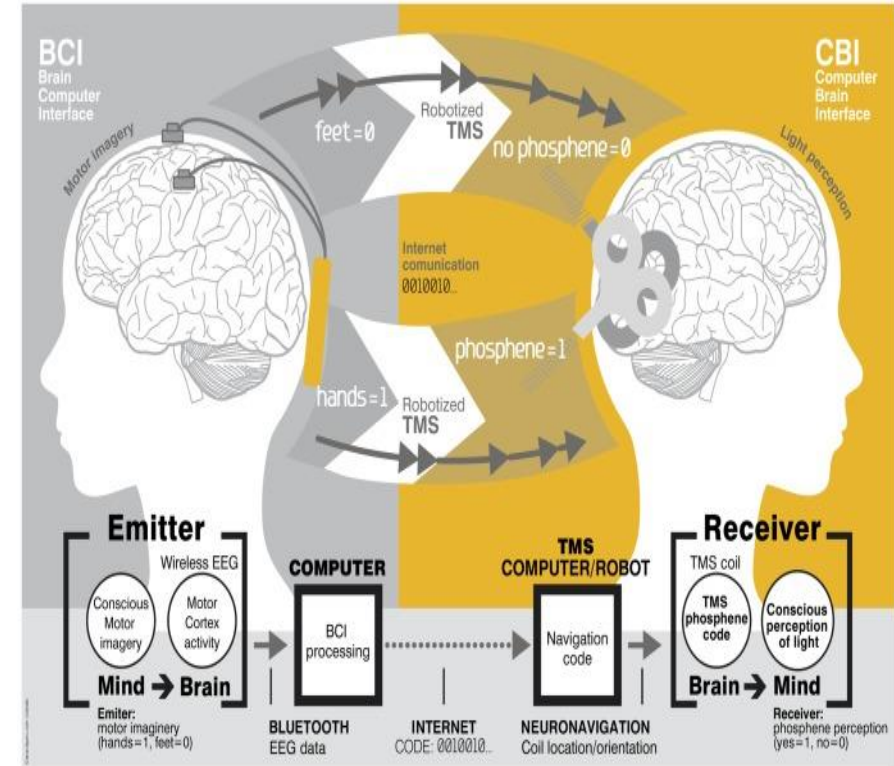 BCI
Brain
Computer
Interface
CBI
Computer
Brain
Interface
Motor imagery
Light perception
feet=0
Robotized
TMS
no phosphene=0
Internet
comunication
0010010...
phosphene=1
hands=1
Robotized
TMS
Emitter
Wireless EEG
Conscious
Motor
imagery
Motor
Cortex
activity
Mind → Brain
Emiter:
motor imaginery
(hands=1, feet=0)
COMPUTER
BCI
processing
BLUETOOTH
EEG data
INTERNET
CODE: 0010010...
TMS
COMPUTER/ROBOT
Navigation
code
NEURONAVIGATION
Coil location/orientation
Receiver
TMS coil
TMS
phosphene
code
Conscious
perception
of light
Brain → Mind
Receiver:
phosphene perception
(yes=1, no=0)